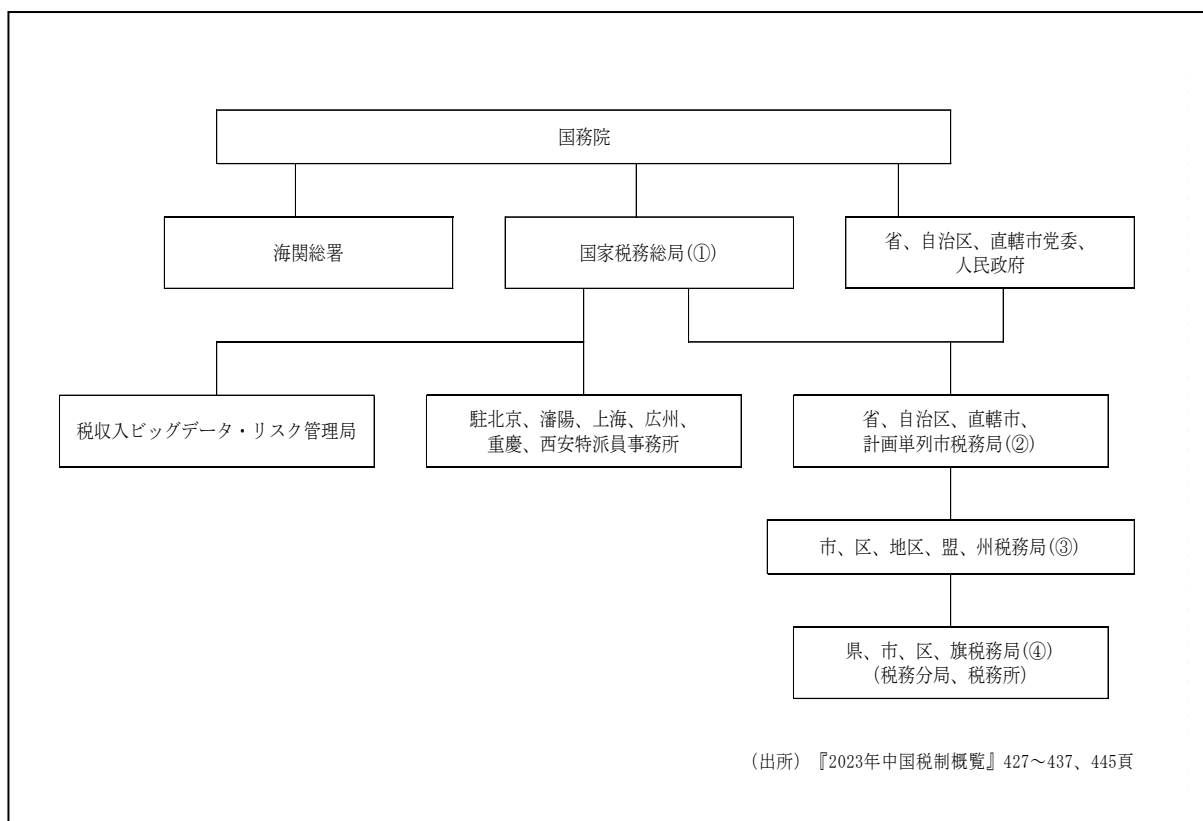 国務院
海関総署
国家税務総局(①)
省、自治区、直轄市党委、
人民政府
税収入ビッグデータ・リスク管理局
駐北京、瀋陽、上海、広州、
重慶、西安特派員事務所
省、自治区、直轄市、
計画単列市税務局(②)
市、区、地区、盟、州税務局(③)
県、市、区、旗税務局(④)
(税務分局、税務所)
(出所) 『2023年中国税制概覧』427～437、445頁